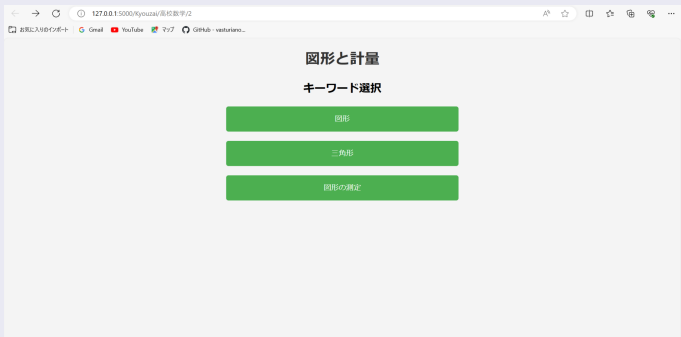 127.0.0.1:5000/Kyouzai/高校数学/2
お気に入りのインポート Gmail YouTube マップ GitHub - vasturiano...
図形と計量
キーワード選択
図形
三角形
図形の測定